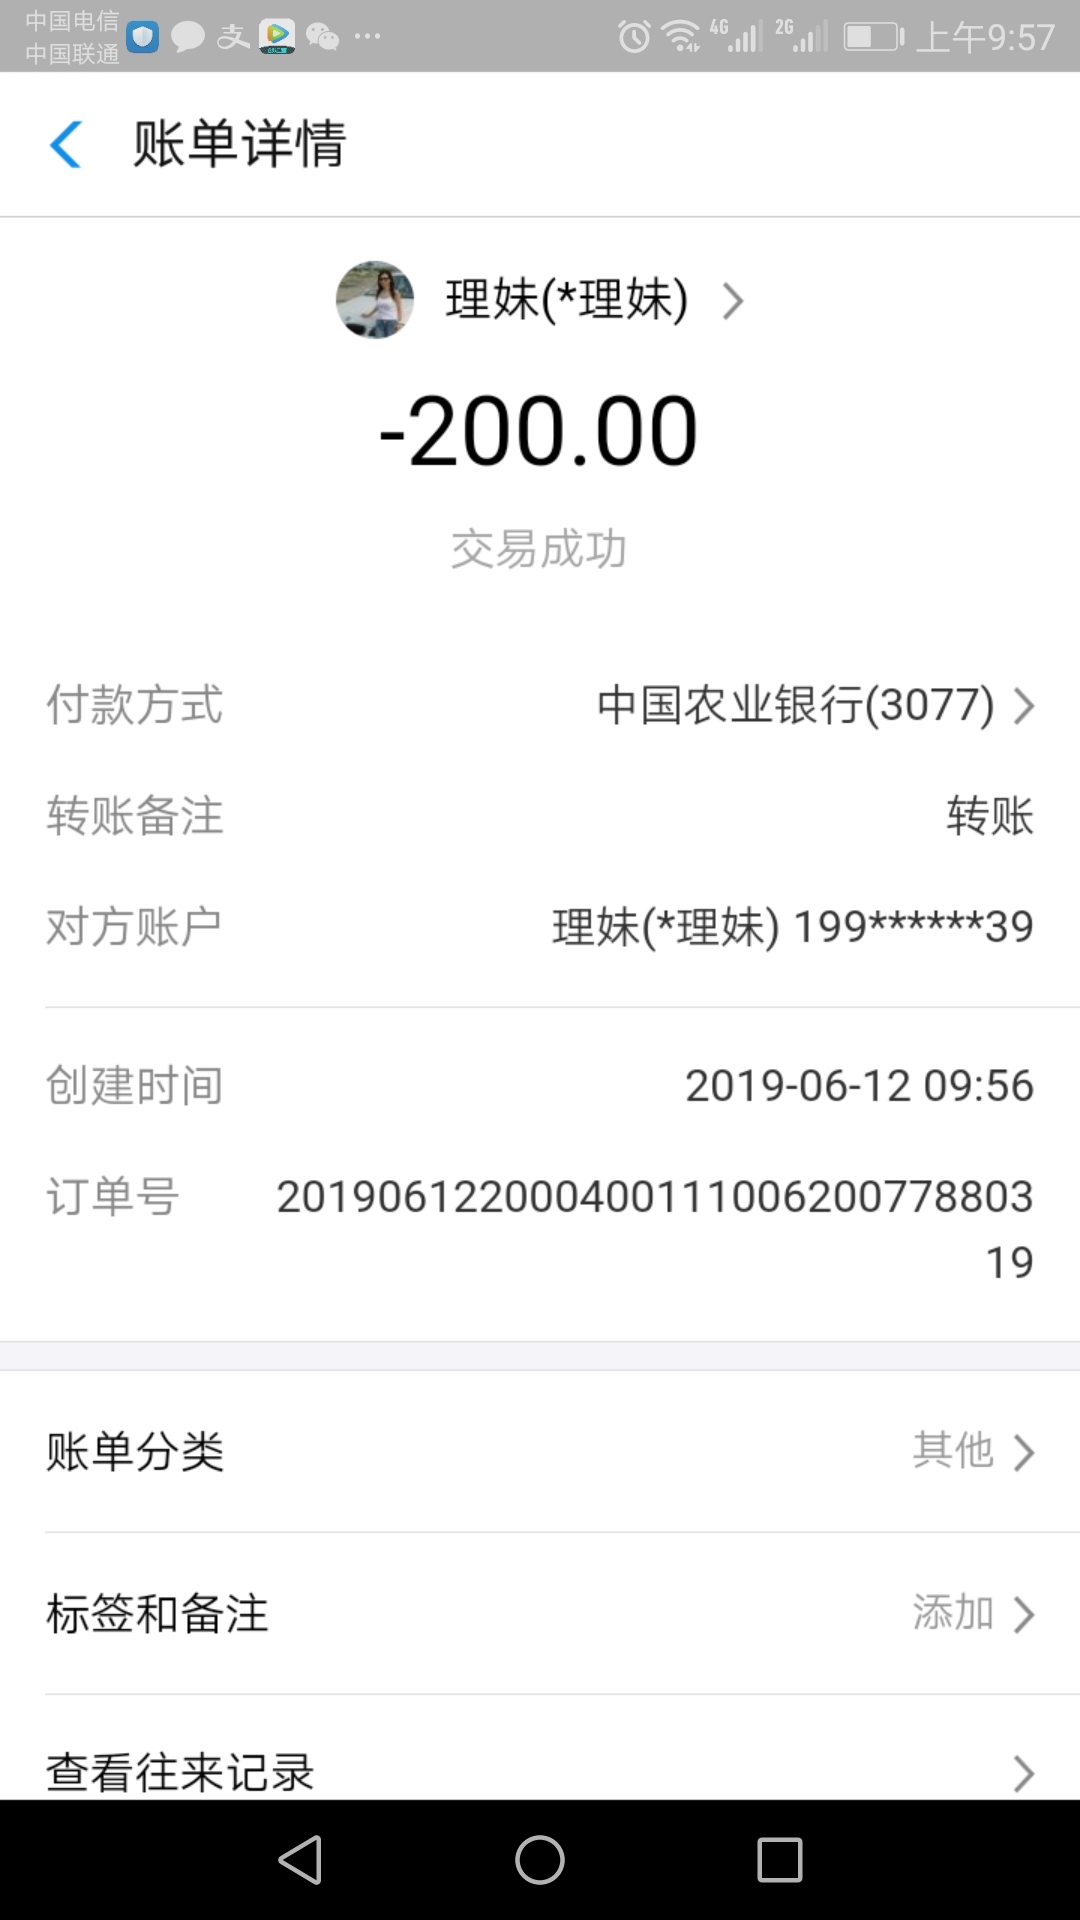 中国电信
中国联通
支
4G
2G
上午9:57
账单详情
理妹(*理妹)
-200.00
交易成功
付款方式 中国农业银行(3077)
转账备注 转账
对方账户 理妹(*理妹) 199******39
创建时间 2019-06-12 09:56
订单号 201906122000400111006200778803
19
账单分类 其他
标签和备注 添加
查看往来记录